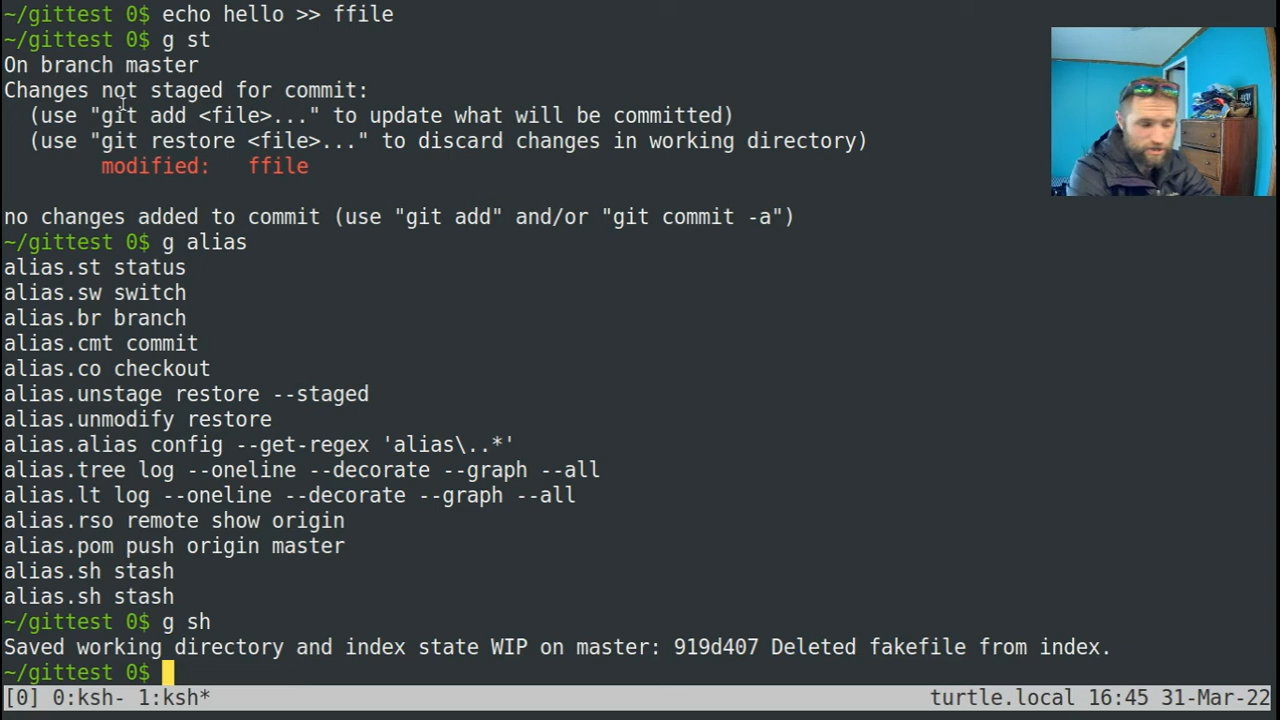 ~/gittest 0$ echo hello >> ffile
~/gittest 0$ g st
On branch master
Changes not staged for commit:
  (use "git add <file>..." to update what will be committed)
  (use "git restore <file>..." to discard changes in working directory)
        modified:   ffile

no changes added to commit (use "git add" and/or "git commit -a")
~/gittest 0$ g alias
alias.st status
alias.sw switch
alias.br branch
alias.cmt commit
alias.co checkout
alias.unstage restore --staged
alias.unmodify restore
alias.alias config --get-regex 'alias\..*'
alias.tree log --oneline --decorate --graph --all
alias.lt log --oneline --decorate --graph --all
alias.rso remote show origin
alias.pom push origin master
alias.sh stash
alias.sh stash
~/gittest 0$ g sh
Saved working directory and index state WIP on master: 919d407 Deleted fakefile from index.
~/gittest 0$
[0] 0:ksh- 1:ksh* turtle.local 16:45 31-Mar-22